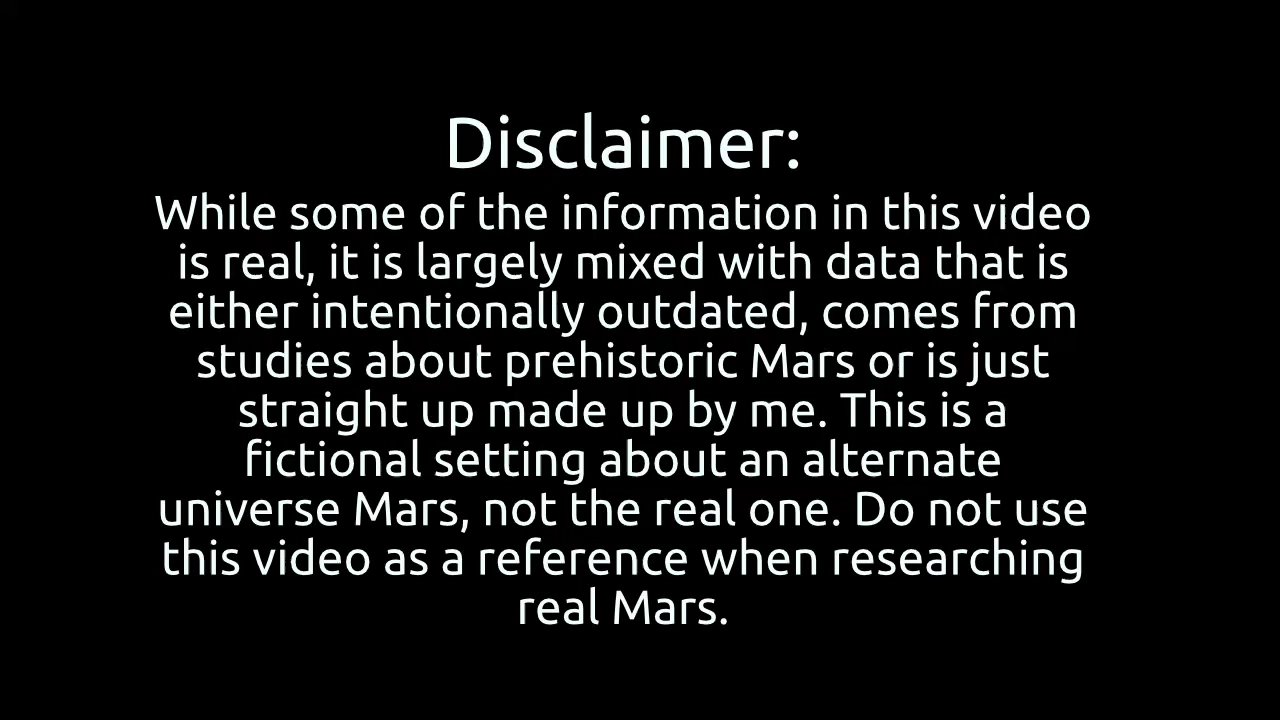 Disclaimer:
While some of the information in this video
is real, it is largely mixed with data that is
either intentionally outdated, comes from
studies about prehistoric Mars or is just
straight up made up by me. This is a
fictional setting about an alternate
universe Mars, not the real one. Do not use
this video as a reference when researching
real Mars.